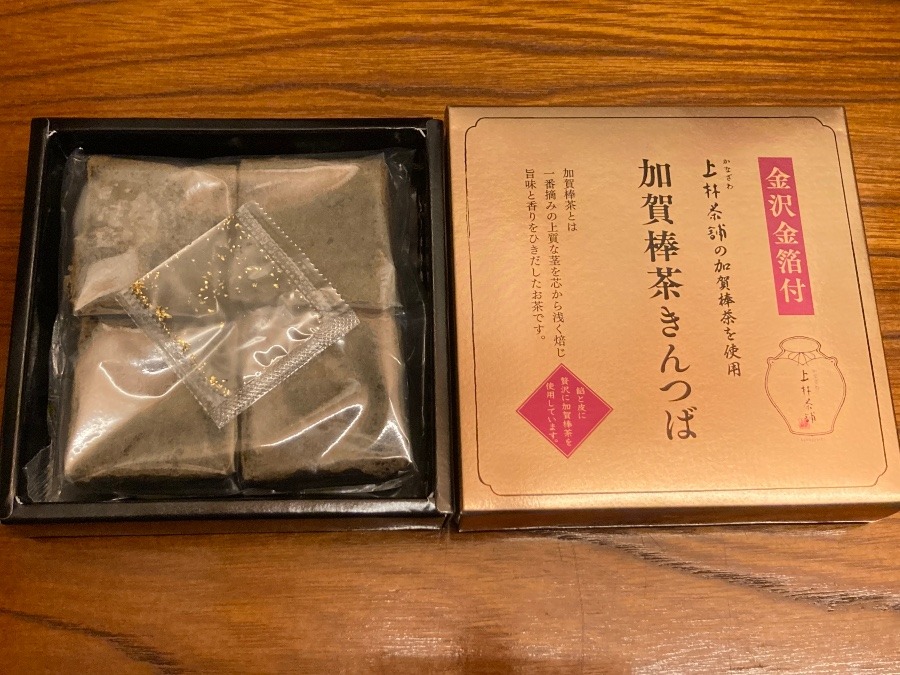 金沢金箔付
かなざわ
上林茶舗の加賀棒茶を使用
加賀棒茶きんつば
加賀棒茶とは
一番摘みの上質な茎を芯から浅く焙じ
旨味と香りをひきだしたお茶です。
餡と皮に
贅沢に加賀棒茶を
使用しています。
上林茶舗